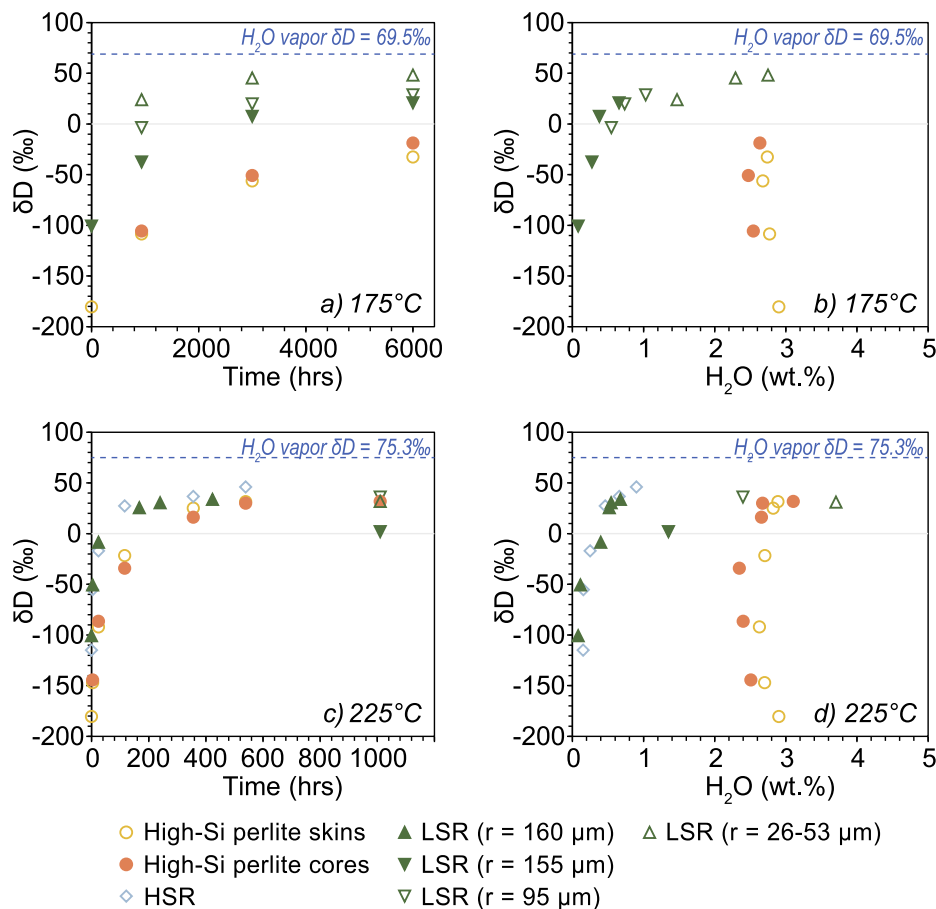 H₂O vapor δD = 69.5‰
100
50
0
-50
-100
-150
-200
δD (‰)
a) 175°C
0 2000 4000 6000
Time (hrs)
H₂O vapor δD = 69.5‰
100
50
0
-50
-100
-150
-200
δD (‰)
b) 175°C
0 1 2 3 4 5
H₂O (wt.%)
H₂O vapor δD = 75.3‰
100
50
0
-50
-100
-150
-200
δD (‰)
c) 225°C
0 200 400 600 800 1000
Time (hrs)
H₂O vapor δD = 75.3‰
100
50
0
-50
-100
-150
-200
δD (‰)
d) 225°C
0 1 2 3 4 5
H₂O (wt.%)
High-Si perlite skins
High-Si perlite cores
HSR
LSR (r = 160 μm)
LSR (r = 155 μm)
LSR (r = 95 μm)
LSR (r = 26-53 μm)